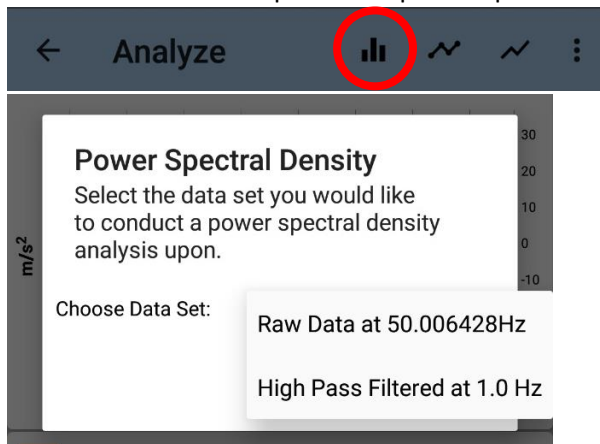 Analyze
Power Spectral Density
Select the data set you would like
to conduct a power spectral density
analysis upon.
Choose Data Set:
Raw Data at 50.006428Hz
High Pass Filtered at 1.0 Hz
m/s²
30
20
10
0
-10